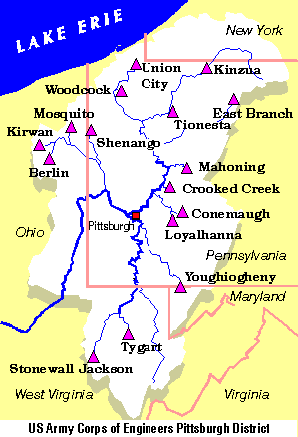 LAKE ERIE
New York
Union
City
Kinzua
Woodcock
Mosquito
Tionesta
East Branch
Kirwan
Shenango
Berlin
Mahoning
Crooked Creek
Conemaugh
Pittsburgh
Loyalhanna
Ohio
Pennsylvania
Youghiogheny
Maryland
Tygart
Stonewall Jackson
West Virginia
Virginia
US Army Corps of Engineers Pittsburgh District